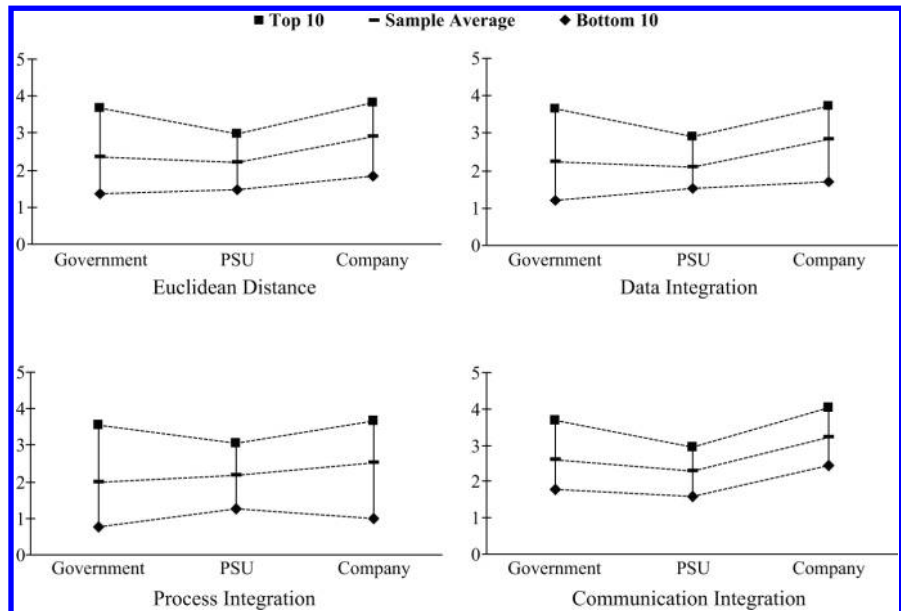 Top 10 Sample Average Bottom 10
5
4
3
2
1
0
Government PSU Company
Euclidean Distance
5
4
3
2
1
0
Government PSU Company
Data Integration
5
4
3
2
1
0
Government PSU Company
Process Integration
5
4
3
2
1
0
Government PSU Company
Communication Integration